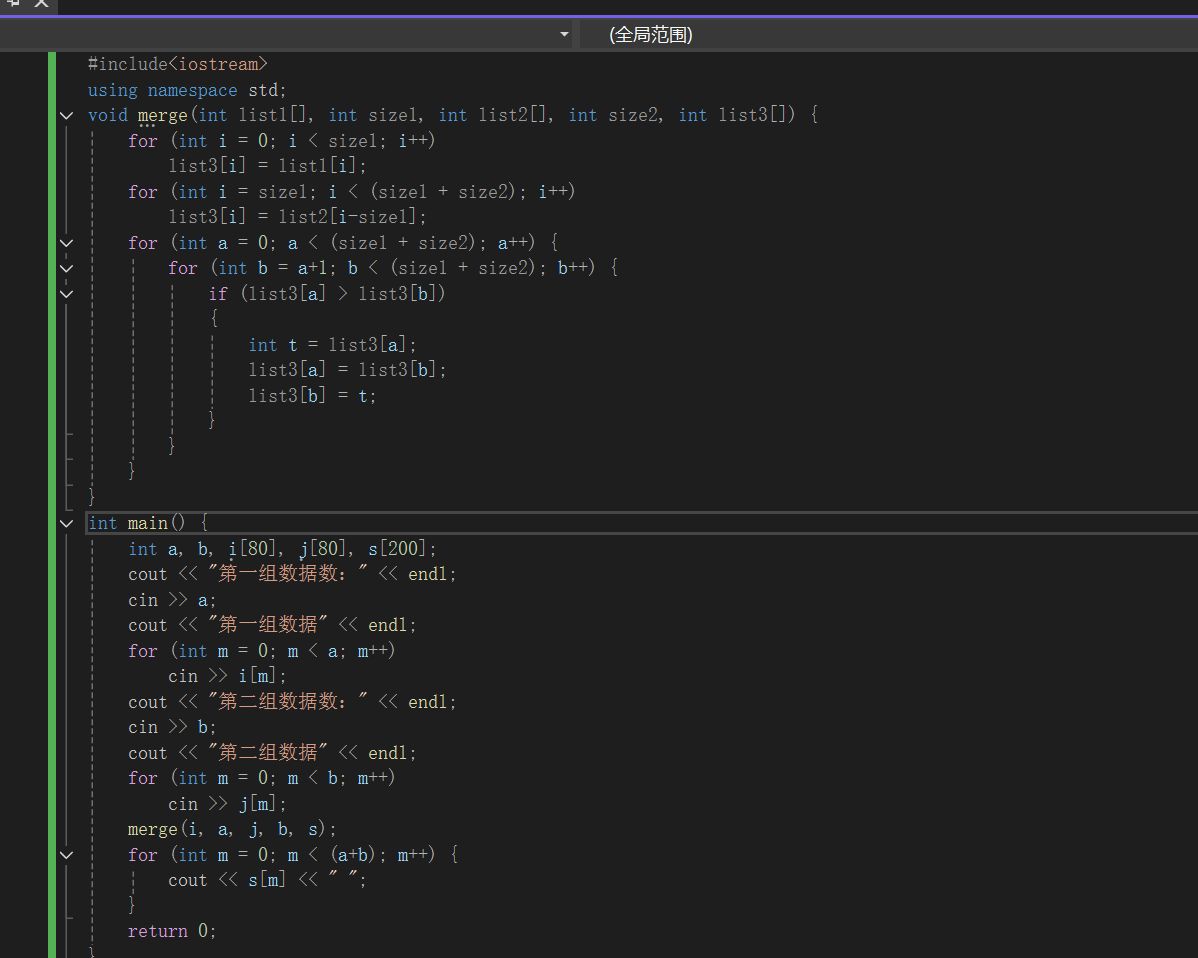 (全局范围)
#include<iostream>
using namespace std;
void merge(int list1[], int size1, int list2[], int size2, int list3[]) {
    for (int i = 0; i < size1; i++)
        list3[i] = list1[i];
    for (int i = size1; i < (size1 + size2); i++)
        list3[i] = list2[i-size1];
    for (int a = 0; a < (size1 + size2); a++) {
        for (int b = a+1; b < (size1 + size2); b++) {
            if (list3[a] > list3[b])
            {
                int t = list3[a];
                list3[a] = list3[b];
                list3[b] = t;
            }
        }
    }
}
int main() {
    int a, b, i[80], j[80], s[200];
    cout << "第一组数据数：" << endl;
    cin >> a;
    cout << "第一组数据" << endl;
    for (int m = 0; m < a; m++)
        cin >> i[m];
    cout << "第二组数据数：" << endl;
    cin >> b;
    cout << "第二组数据" << endl;
    for (int m = 0; m < b; m++)
        cin >> j[m];
    merge(i, a, j, b, s);
    for (int m = 0; m < (a+b); m++) {
        cout << s[m] << " ";
    }
    return 0;
}